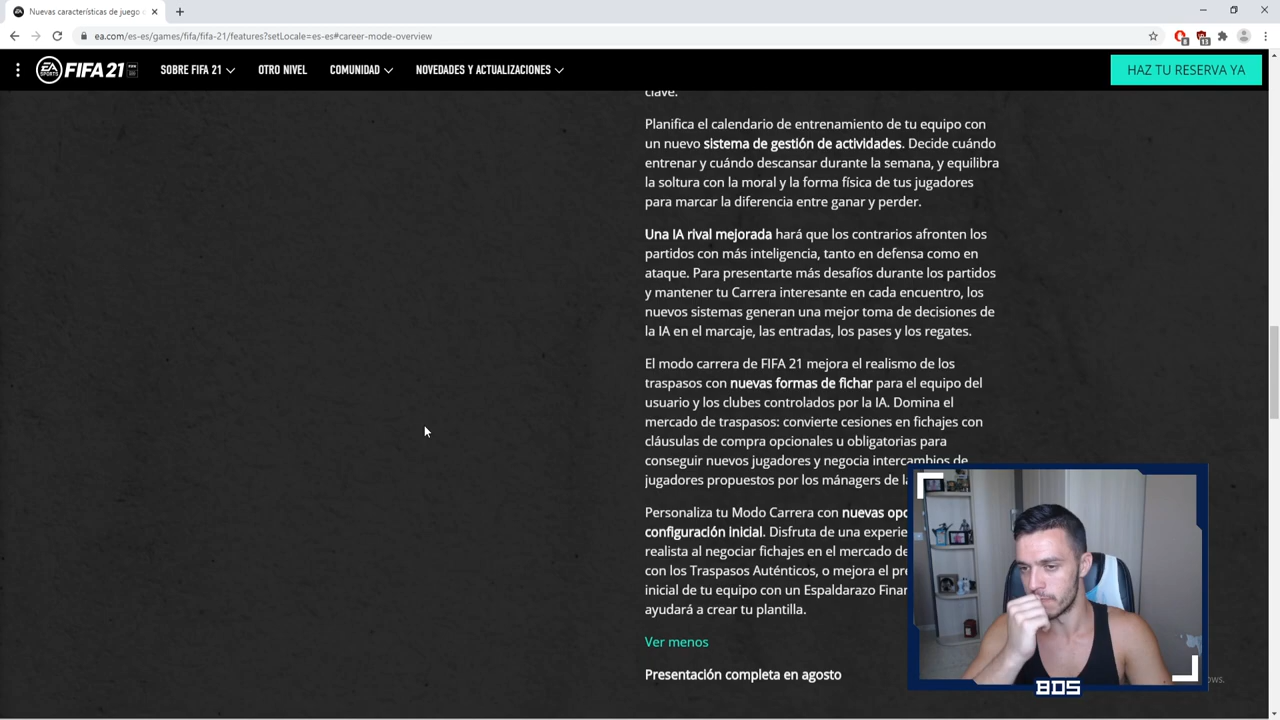 Nuevas características de juego
ea.com/es-es/games/fifa/fifa-21/features?setLocale=es-es#career-mode-overview
8
13
EA SPORTS FIFA 21
SOBRE FIFA 21
OTRO NIVEL
COMUNIDAD
NOVEDADES Y ACTUALIZACIONES
HAZ TU RESERVA YA
clave.
Planifica el calendario de entrenamiento de tu equipo con
un nuevo sistema de gestión de actividades. Decide cuándo
entrenar y cuándo descansar durante la semana, y equilibra
la soltura con la moral y la forma física de tus jugadores
para marcar la diferencia entre ganar y perder.
Una IA rival mejorada hará que los contrarios afronten los
partidos con más inteligencia, tanto en defensa como en
ataque. Para presentarte más desafíos durante los partidos
y mantener tu Carrera interesante en cada encuentro, los
nuevos sistemas generan una mejor toma de decisiones de
la IA en el marcaje, las entradas, los pases y los regates.
El modo carrera de FIFA 21 mejora el realismo de los
traspasos con nuevas formas de fichar para el equipo del
usuario y los clubes controlados por la IA. Domina el
mercado de traspasos: convierte cesiones en fichajes con
cláusulas de compra opcionales u obligatorias para
conseguir nuevos jugadores y negocia intercambios de
jugadores propuestos por los mánagers de la
Personaliza tu Modo Carrera con nuevas opc
configuración inicial. Disfruta de una experie
realista al negociar fichajes en el mercado de
con los Traspasos Auténticos, o mejora el pre
inicial de tu equipo con un Espaldarazo Finan
ayudará a crear tu plantilla.
Ver menos
Presentación completa en agosto
BDS
ows.